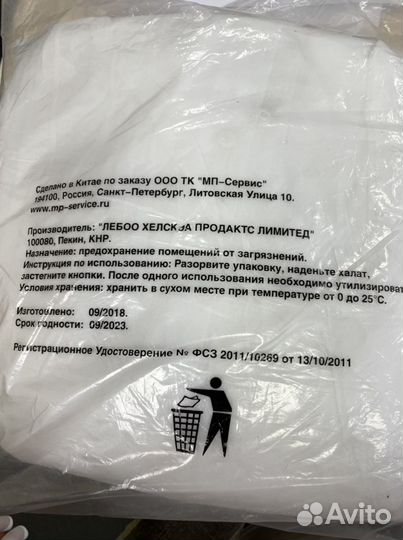 Сделано в Китае по заказу ООО ТК "МП-Сервис"
194100, Россия, Санкт-Петербург, Литовская Улица 10.
www.mp-service.ru
Производитель: "ЛЕБОО ХЕЛСКЭА ПРОДАКТС ЛИМИТЕД"
100080, Пекин, КНР.
Назначение: предохранение помещений от загрязнений.
Инструкция по использованию: Разорвите упаковку, наденьте халат,
застегните кнопки. После одного использования необходимо утилизироват
Условия хранения: хранить в сухом месте при температуре от 0 до 25°С.
Изготовлено: 09/2018.
Срок годности: 09/2023.
Регистрационное Удостоверение № ФСЗ 2011/10269 от 13/10/2011
Avito